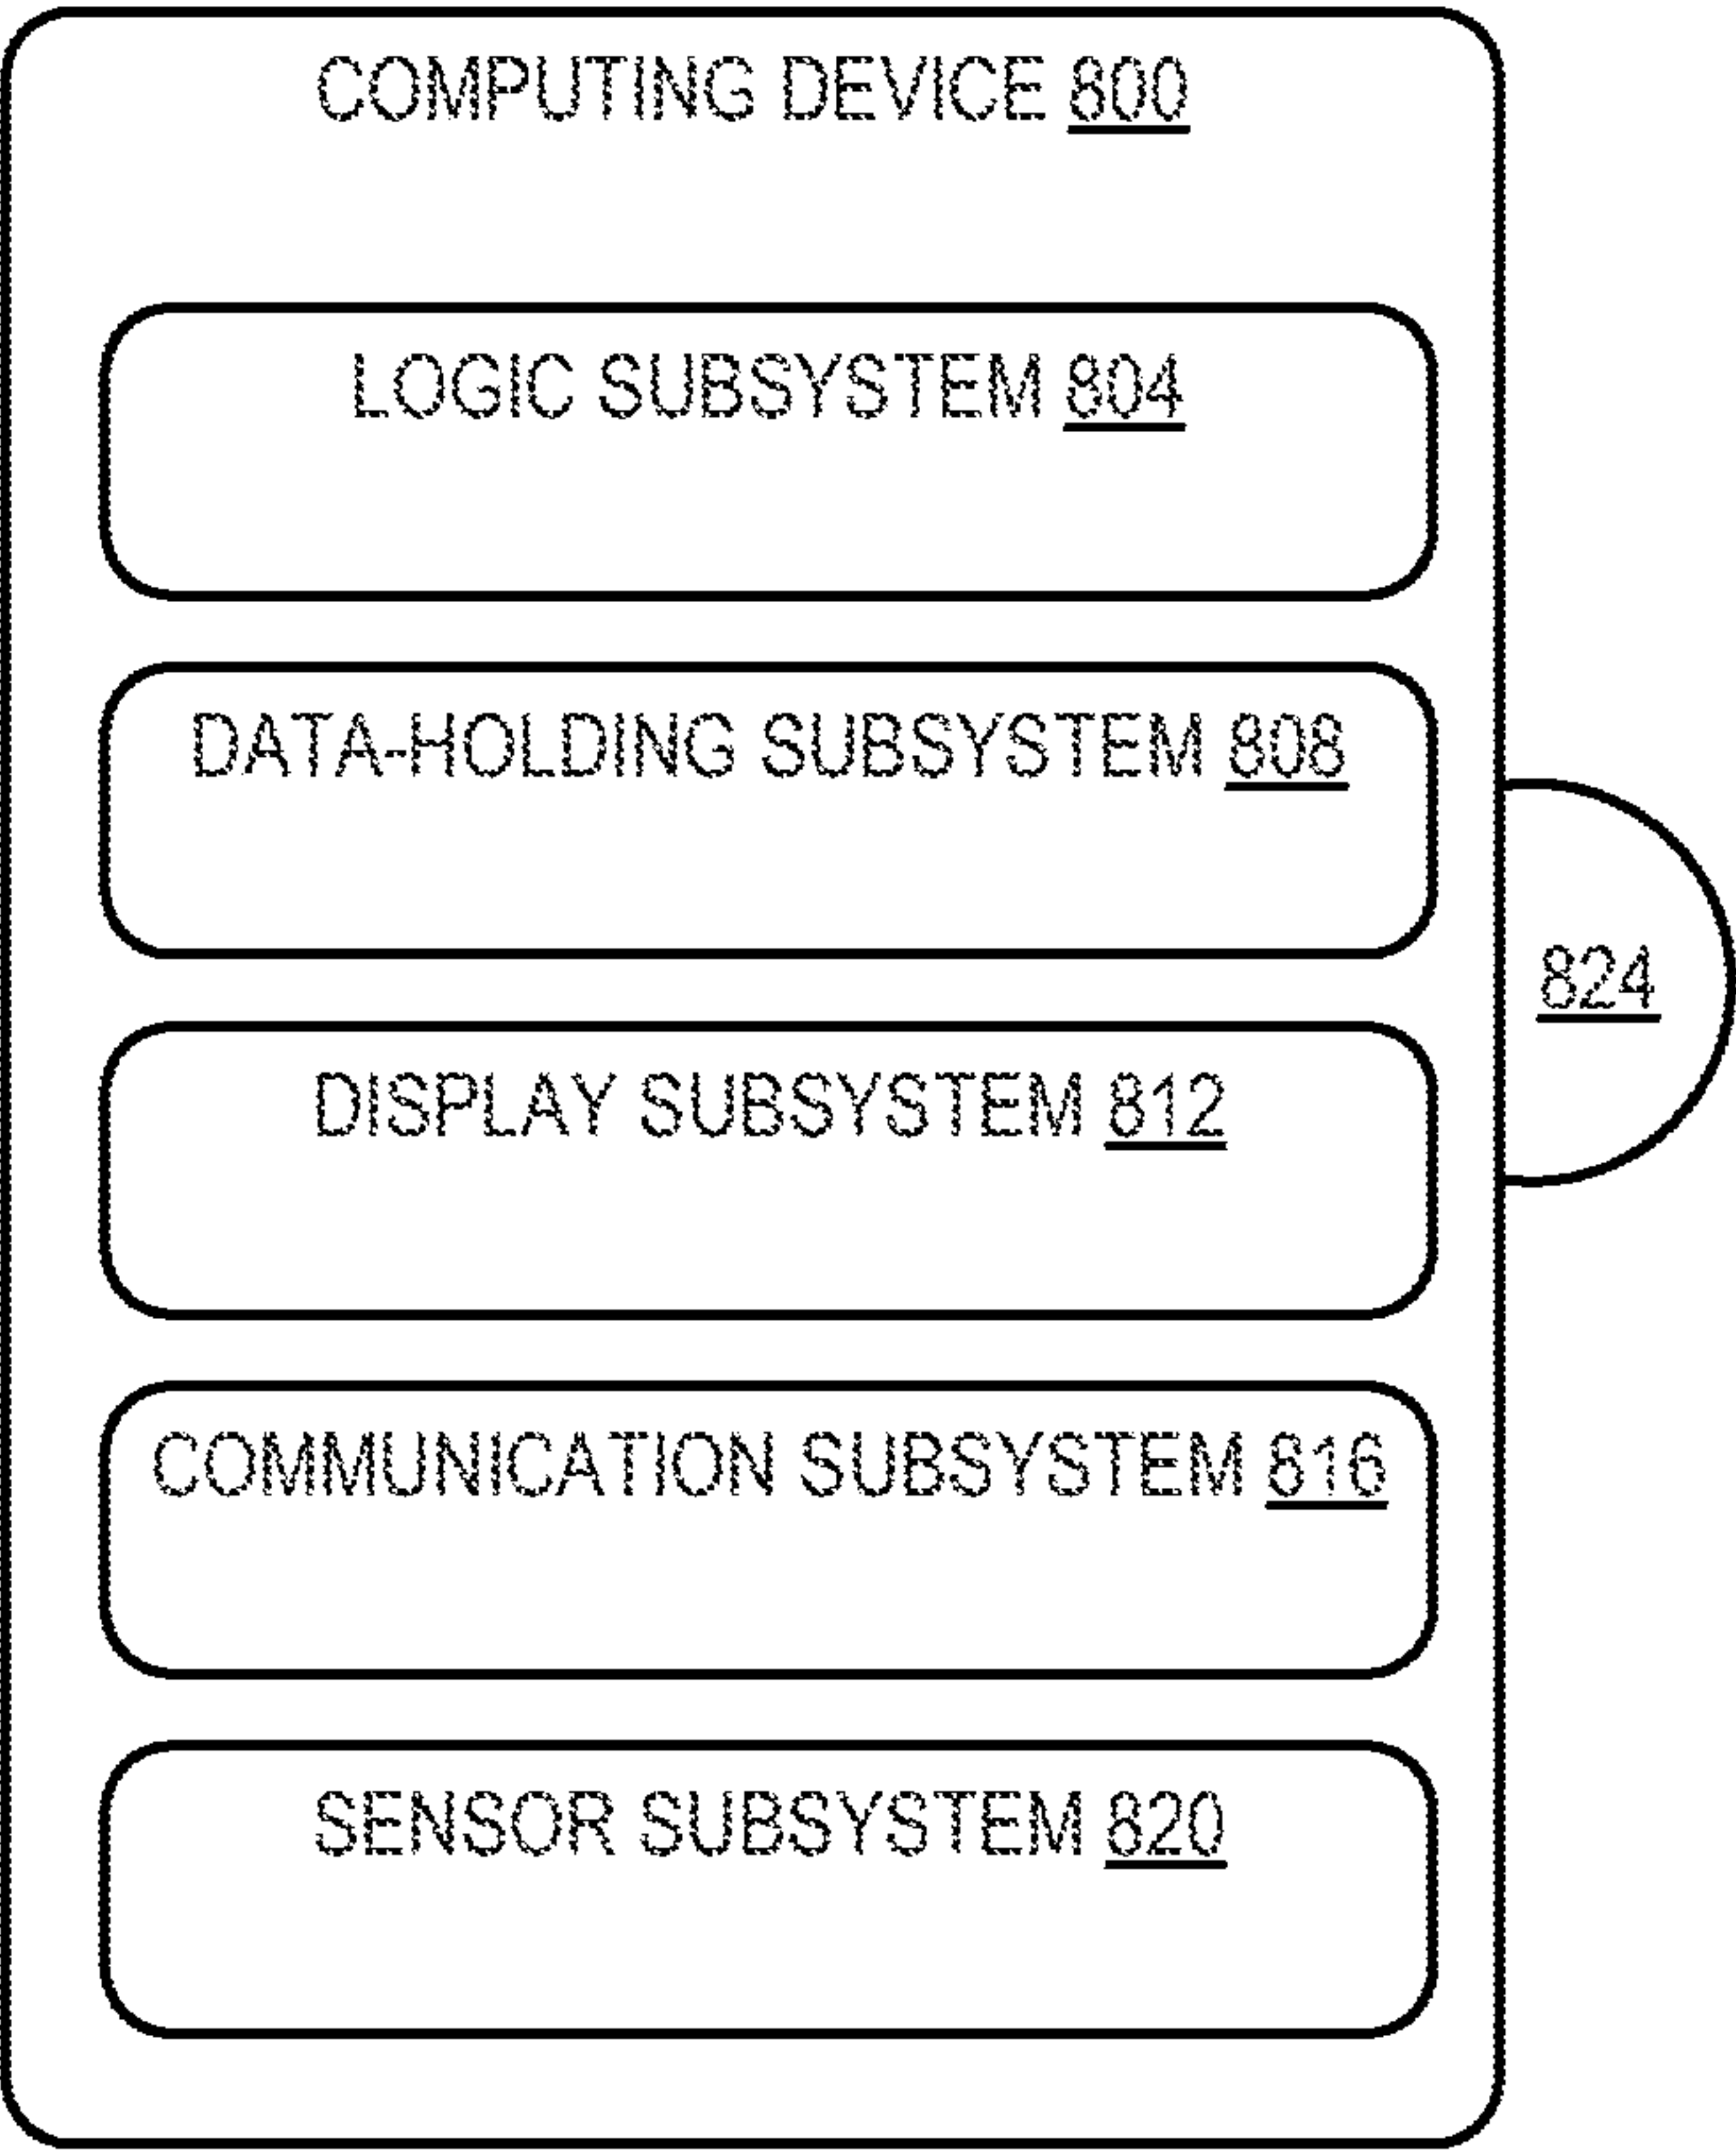 COMPUTING DEVICE 800
LOGIC SUBSYSTEM 804
DATA-HOLDING SUBSYSTEM 808
824
DISPLAY SUBSYSTEM 812
COMMUNICATION SUBSYSTEM 816
SENSOR SUBSYSTEM 820